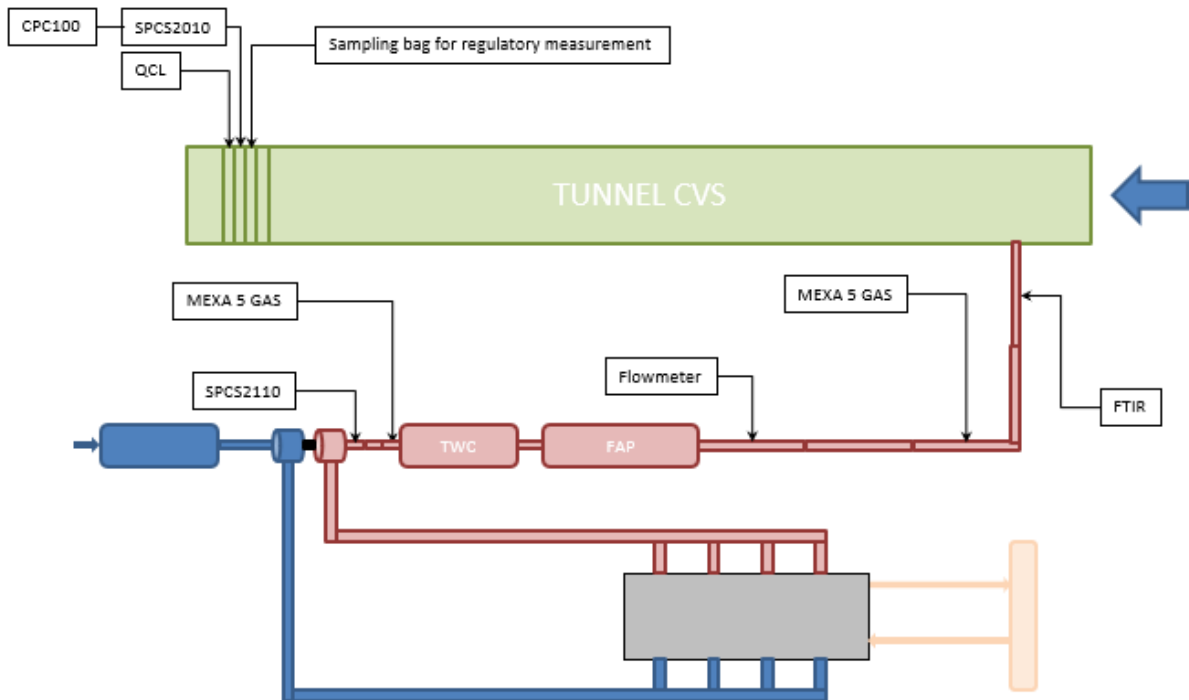 CPC100
SPCS2010
Sampling bag for regulatory measurement
QCL
TUNNEL CVS
MEXA 5 GAS
MEXA 5 GAS
SPCS2110
Flowmeter
FTIR
TWC
FAP